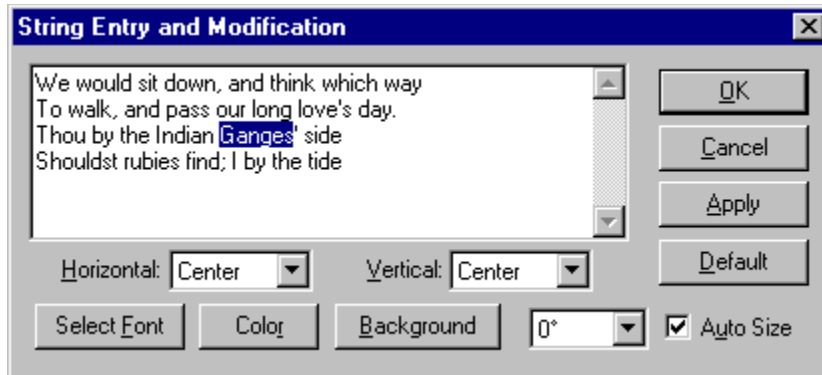 String Entry and Modification
We would sit down, and think which way
To walk, and pass our long love's day.
Thou by the Indian Ganges' side
Shouldst rubies find; I by the tide
OK
Cancel
Apply
Default
Horizontal: Center Vertical: Center
Select Font Color Background 0° Auto Size